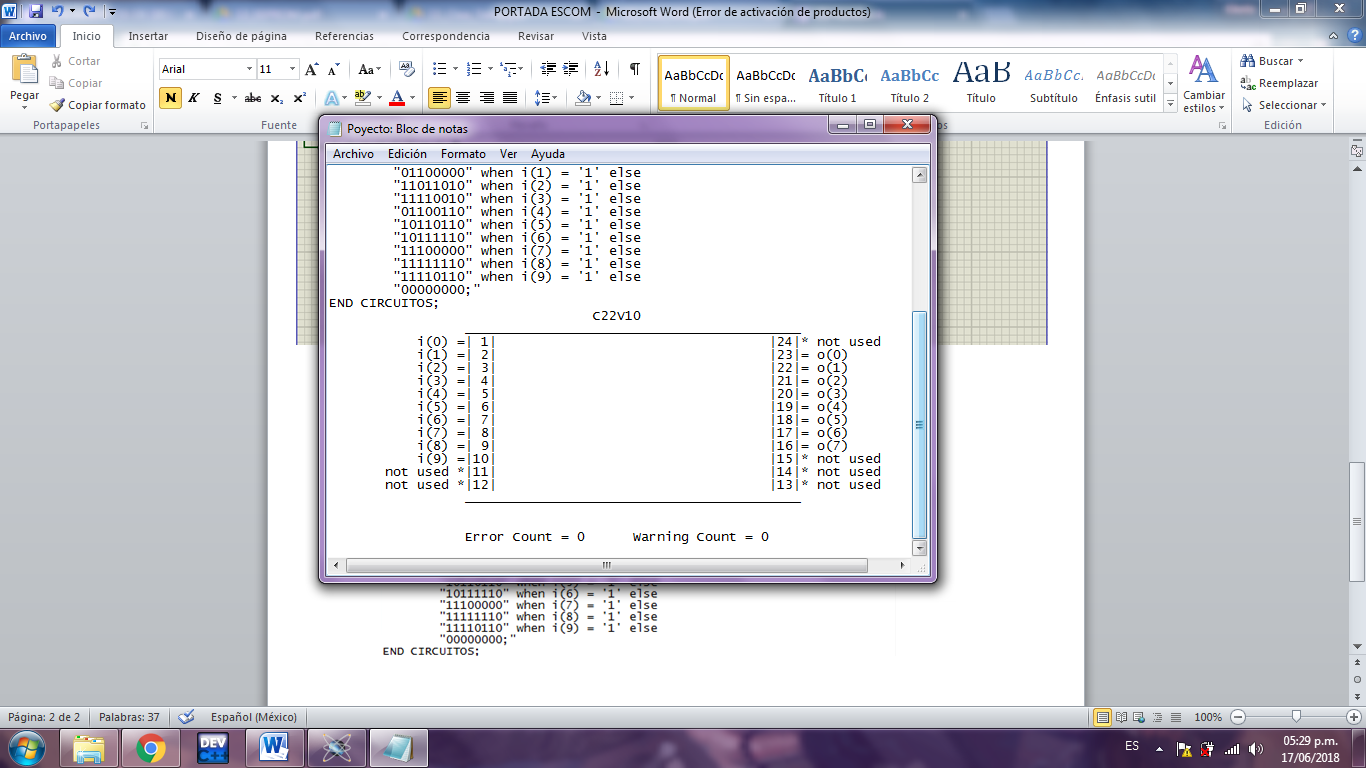 PORTADA ESCOM - Microsoft Word (Error de activación de productos)
Archivo Inicio Insertar Diseño de página Referencias Correspondencia Revisar Vista
Pegar
Cortar
Copiar
Copiar formato
Portapapeles
Arial 11
N K S abc x₂ x²
Fuente
AaBbCcDc AaBbCcDc AaBbC AaBbCc AaB AaBbCc. AaBbCcDc
¶ Normal ¶ Sin espa... Título 1 Título 2 Título Subtítulo Énfasis sutil
Cambiar estilos
Buscar
Reemplazar
Seleccionar
Edición
Poyecto: Bloc de notas
Archivo Edición Formato Ver Ayuda
"01100000" when i(1) = '1' else
"11011010" when i(2) = '1' else
"11110010" when i(3) = '1' else
"01100110" when i(4) = '1' else
"10110110" when i(5) = '1' else
"10111110" when i(6) = '1' else
"11100000" when i(7) = '1' else
"11111110" when i(8) = '1' else
"11110110" when i(9) = '1' else
"00000000;"
END CIRCUITOS;
C22V10
i(0) =| 1| |24|* not used
i(1) =| 2| |23|= o(0)
i(2) =| 3| |22|= o(1)
i(3) =| 4| |21|= o(2)
i(4) =| 5| |20|= o(3)
i(5) =| 6| |19|= o(4)
i(6) =| 7| |18|= o(5)
i(7) =| 8| |17|= o(6)
i(8) =| 9| |16|= o(7)
i(9) =|10| |15|* not used
not used *|11| |14|* not used
not used *|12| |13|* not used
Error Count = 0 Warning Count = 0
"10111110" when i(6) = '1' else
"11100000" when i(7) = '1' else
"11111110" when i(8) = '1' else
"11110110" when i(9) = '1' else
"00000000;"
END CIRCUITOS;
Página: 2 de 2 Palabras: 37 Español (México) 100%
DEV C++
ES
05:29 p.m.
17/06/2018